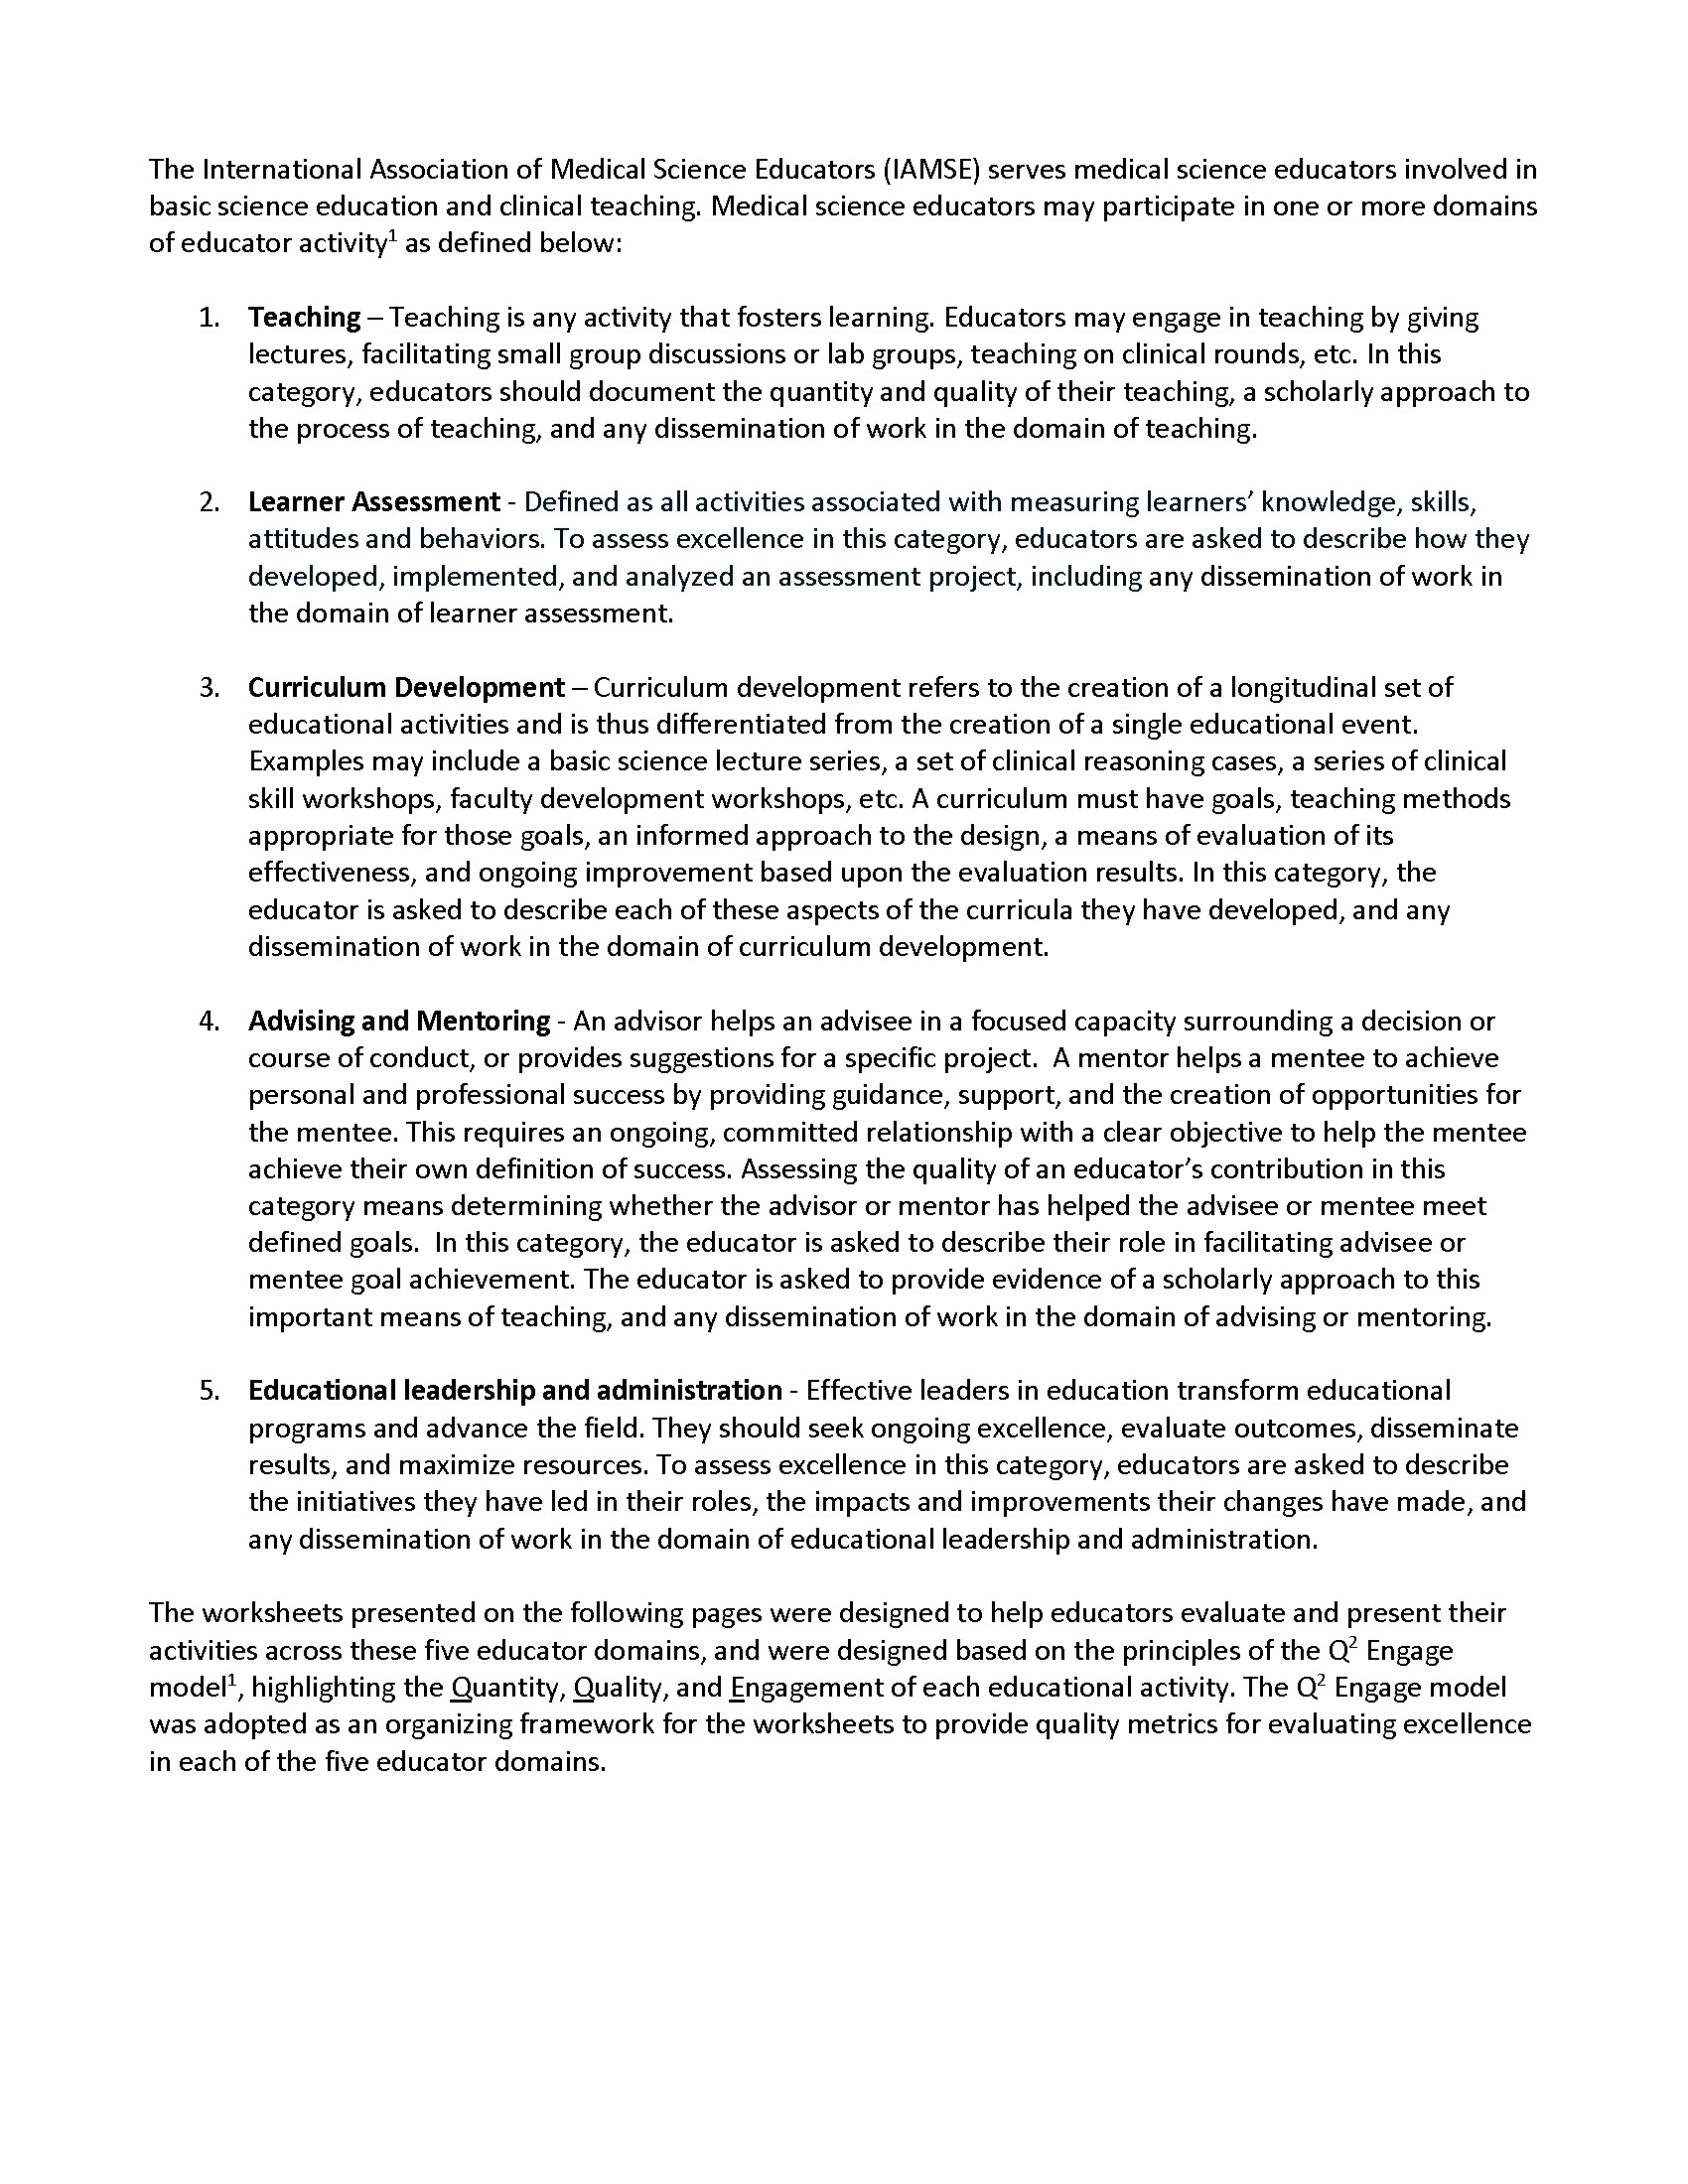 The International Association of Medical Science Educators (IAMSE) serves medical science educators involved in
basic science education and clinical teaching. Medical science educators may participate in one or more domains
of educator activity¹ as defined below:
1. Teaching – Teaching is any activity that fosters learning. Educators may engage in teaching by giving
lectures, facilitating small group discussions or lab groups, teaching on clinical rounds, etc. In this
category, educators should document the quantity and quality of their teaching, a scholarly approach to
the process of teaching, and any dissemination of work in the domain of teaching.
2. Learner Assessment - Defined as all activities associated with measuring learners’ knowledge, skills,
attitudes and behaviors. To assess excellence in this category, educators are asked to describe how they
developed, implemented, and analyzed an assessment project, including any dissemination of work in
the domain of learner assessment.
3. Curriculum Development – Curriculum development refers to the creation of a longitudinal set of
educational activities and is thus differentiated from the creation of a single educational event.
Examples may include a basic science lecture series, a set of clinical reasoning cases, a series of clinical
skill workshops, faculty development workshops, etc. A curriculum must have goals, teaching methods
appropriate for those goals, an informed approach to the design, a means of evaluation of its
effectiveness, and ongoing improvement based upon the evaluation results. In this category, the
educator is asked to describe each of these aspects of the curricula they have developed, and any
dissemination of work in the domain of curriculum development.
4. Advising and Mentoring - An advisor helps an advisee in a focused capacity surrounding a decision or
course of conduct, or provides suggestions for a specific project.  A mentor helps a mentee to achieve
personal and professional success by providing guidance, support, and the creation of opportunities for
the mentee. This requires an ongoing, committed relationship with a clear objective to help the mentee
achieve their own definition of success. Assessing the quality of an educator’s contribution in this
category means determining whether the advisor or mentor has helped the advisee or mentee meet
defined goals.  In this category, the educator is asked to describe their role in facilitating advisee or
mentee goal achievement. The educator is asked to provide evidence of a scholarly approach to this
important means of teaching, and any dissemination of work in the domain of advising or mentoring.
5. Educational leadership and administration - Effective leaders in education transform educational
programs and advance the field. They should seek ongoing excellence, evaluate outcomes, disseminate
results, and maximize resources. To assess excellence in this category, educators are asked to describe
the initiatives they have led in their roles, the impacts and improvements their changes have made, and
any dissemination of work in the domain of educational leadership and administration.
The worksheets presented on the following pages were designed to help educators evaluate and present their
activities across these five educator domains, and were designed based on the principles of the Q² Engage
model¹, highlighting the Quantity, Quality, and Engagement of each educational activity. The Q² Engage model
was adopted as an organizing framework for the worksheets to provide quality metrics for evaluating excellence
in each of the five educator domains.